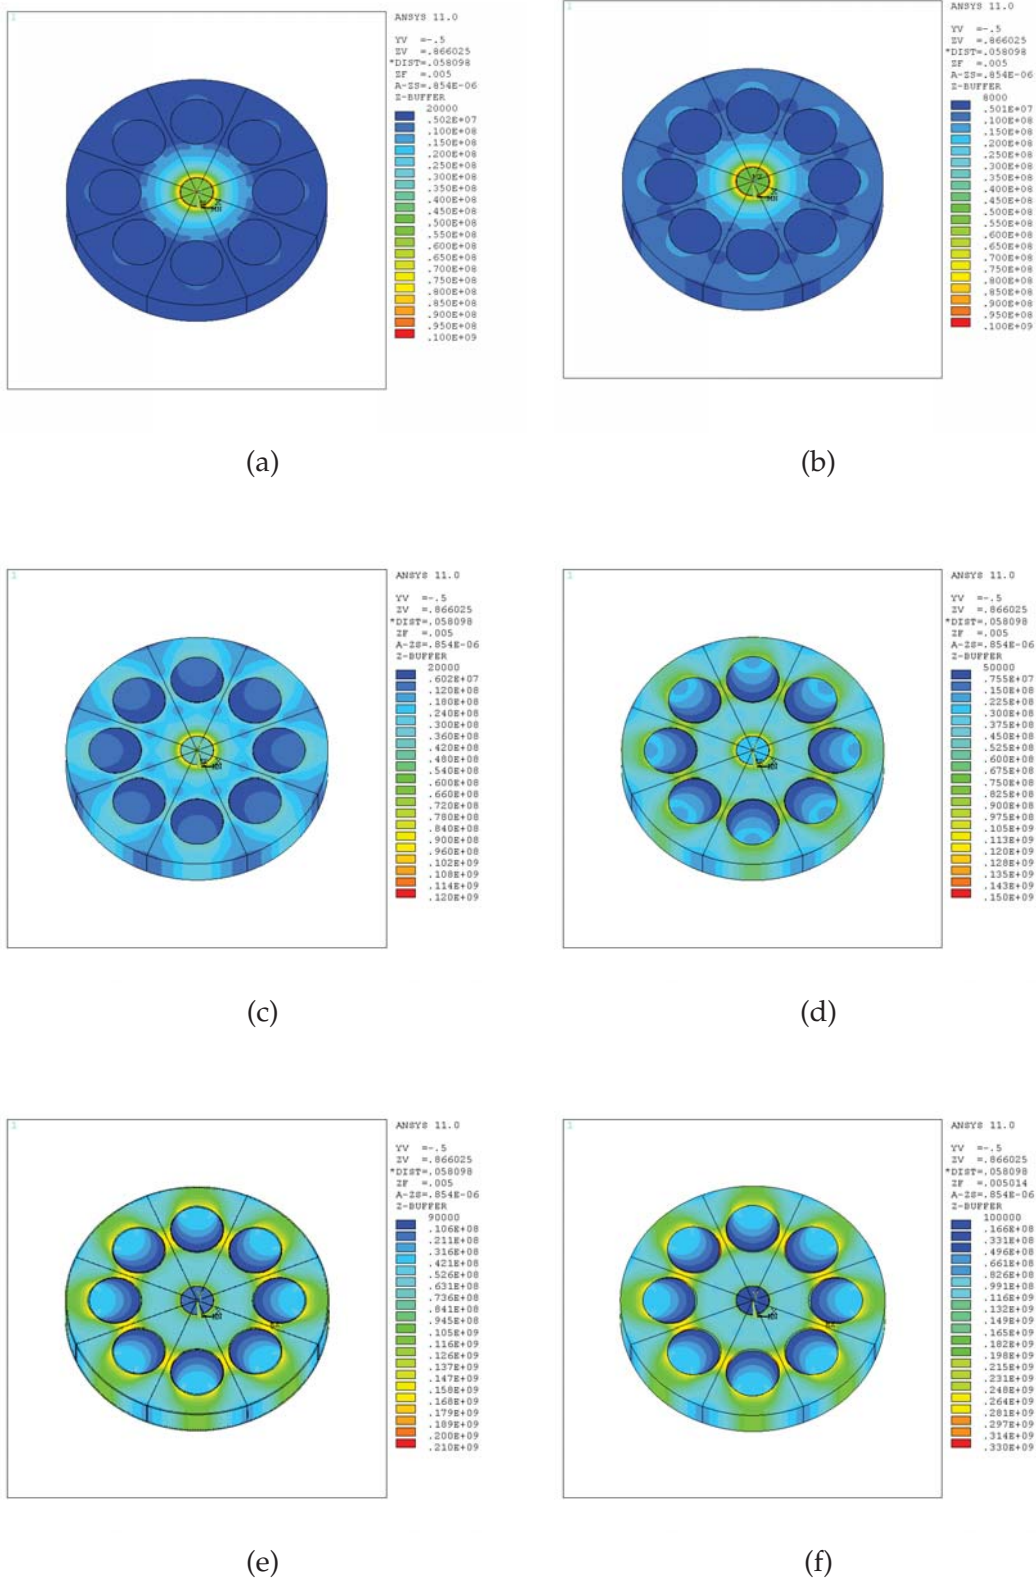 1
ANSYS 11.0
YV =-.5
ZV =.866025
*DIST=.058098
ZF =.005
A-ZS=.854E-06
Z-BUFFER
20000
.502E+07
.100E+08
.150E+08
.200E+08
.250E+08
.300E+08
.350E+08
.400E+08
.450E+08
.500E+08
.550E+08
.600E+08
.650E+08
.700E+08
.750E+08
.800E+08
.850E+08
.900E+08
.950E+08
.100E+09
(a)
1
ANSYS 11.0
YV =-.5
ZV =.866025
*DIST=.058098
ZF =.005
A-ZS=.854E-06
Z-BUFFER
8000
.501E+07
.100E+08
.150E+08
.200E+08
.250E+08
.300E+08
.350E+08
.400E+08
.450E+08
.500E+08
.550E+08
.600E+08
.650E+08
.700E+08
.750E+08
.800E+08
.850E+08
.900E+08
.950E+08
.100E+09
(b)
1
ANSYS 11.0
YV =-.5
ZV =.866025
*DIST=.058098
ZF =.005
A-ZS=.854E-06
Z-BUFFER
20000
.602E+07
.120E+08
.180E+08
.240E+08
.300E+08
.360E+08
.420E+08
.480E+08
.540E+08
.600E+08
.660E+08
.720E+08
.780E+08
.840E+08
.900E+08
.960E+08
.102E+09
.108E+09
.114E+09
.120E+09
(c)
1
ANSYS 11.0
YV =-.5
ZV =.866025
*DIST=.058098
ZF =.005
A-ZS=.854E-06
Z-BUFFER
50000
.755E+07
.150E+08
.225E+08
.300E+08
.375E+08
.450E+08
.525E+08
.600E+08
.675E+08
.750E+08
.825E+08
.900E+08
.975E+08
.105E+09
.113E+09
.120E+09
.128E+09
.135E+09
.143E+09
.150E+09
(d)
1
ANSYS 11.0
YV =-.5
ZV =.866025
*DIST=.058098
ZF =.005
A-ZS=.854E-06
Z-BUFFER
90000
.106E+08
.211E+08
.316E+08
.421E+08
.526E+08
.631E+08
.736E+08
.841E+08
.945E+08
.105E+09
.116E+09
.126E+09
.137E+09
.147E+09
.158E+09
.168E+09
.179E+09
.189E+09
.200E+09
.210E+09
(e)
1
ANSYS 11.0
YV =-.5
ZV =.866025
*DIST=.058098
ZF =.005014
A-ZS=.854E-06
Z-BUFFER
100000
.166E+08
.331E+08
.496E+08
.661E+08
.826E+08
.991E+08
.116E+09
.132E+09
.149E+09
.165E+09
.182E+09
.198E+09
.215E+09
.231E+09
.248E+09
.264E+09
.281E+09
.297E+09
.314E+09
.330E+09
(f)